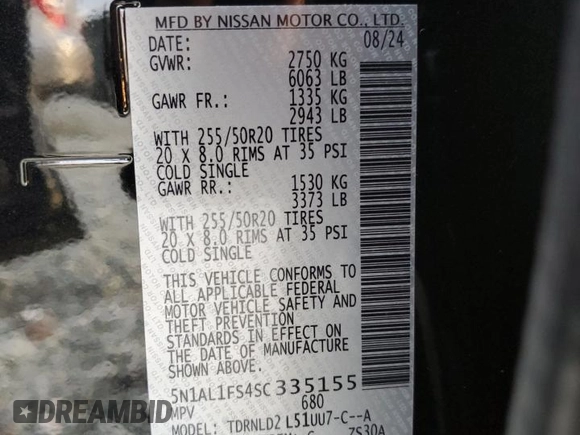 MFD BY NISSAN MOTOR CO., LTD.
DATE: 08/24
GVWR: 2750 KG
6063 LB
GAWR FR.: 1335 KG
2943 LB
WITH 255/50R20 TIRES
20 X 8.0 RIMS AT 35 PSI
COLD SINGLE
GAWR RR.: 1530 KG
3373 LB
WITH 255/50R20 TIRES
20 X 8.0 RIMS AT 35 PSI
COLD SINGLE
THIS VEHICLE CONFORMS TO
ALL APPLICABLE FEDERAL
MOTOR VEHICLE SAFETY AND
THEFT PREVENTION
STANDARDS IN EFFECT ON
THE DATE OF MANUFACTURE
SHOWN ABOVE.
5N1AL1FS4SC335155
MPV 680
MODEL: TDRNLD2 L51UU7-C--A
ZS30A
AutoBidMaster